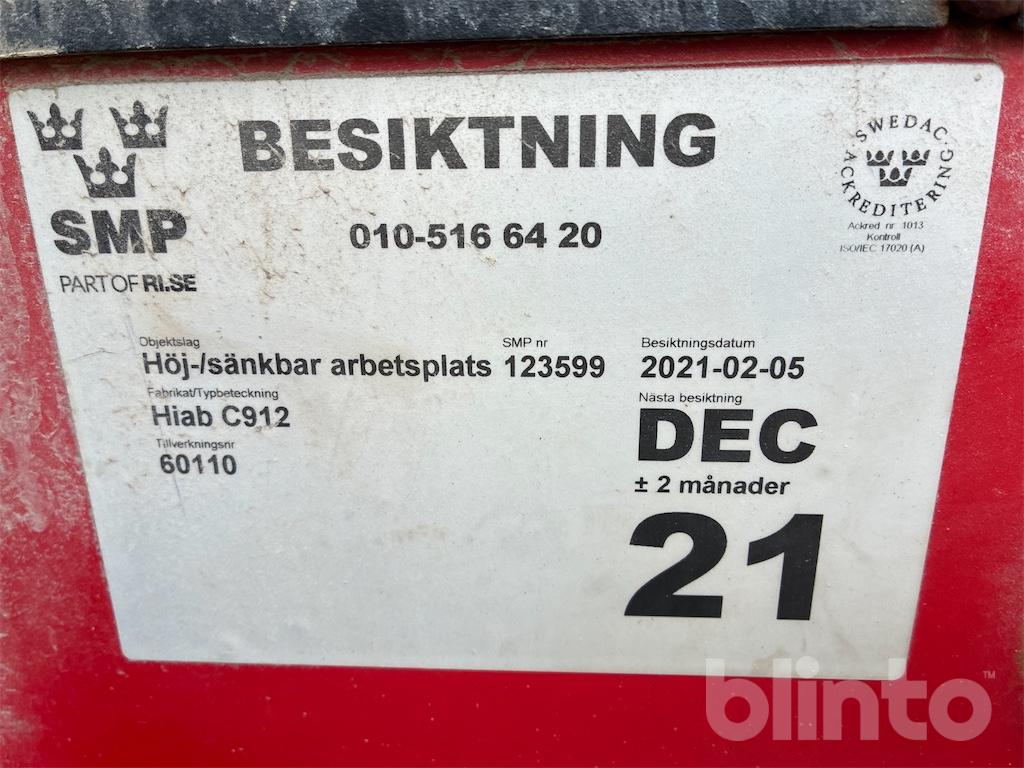 BESIKTNING
SMP
PART OF RI.SE
010-516 64 20
SWEDAC
ACKREDITERING
Ackred nr 1013
Kontroll
ISO/IEC 17020 (A)
Objektslag
Höj-/sänkbar arbetsplats
SMP nr
123599
Besiktningsdatum
2021-02-05
Fabrikat/Typbeteckning
Hiab C912
Nästa besiktning
DEC
± 2 månader
21
Tillverkningsnr
60110
blinto™